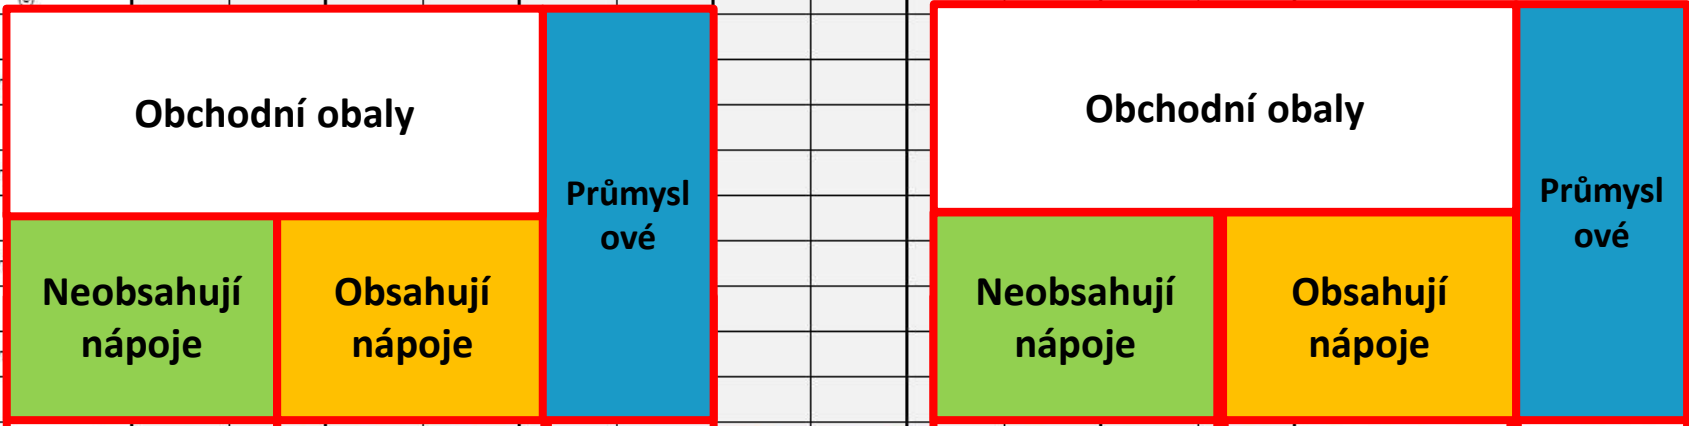 Obchodní obaly
Průmysl
ové
Neobsahují
nápoje
Obsahují
nápoje
Obchodní obaly
Průmysl
ové
Neobsahují
nápoje
Obsahují
nápoje